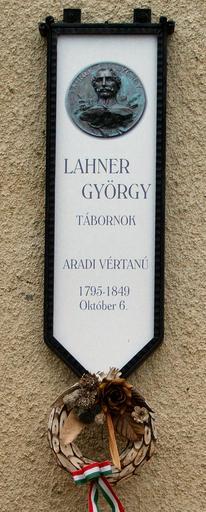 LAHNER
GYÖRGY
TÁBORNOK
ARADI VÉRTANÚ
1795-1849
Október 6.